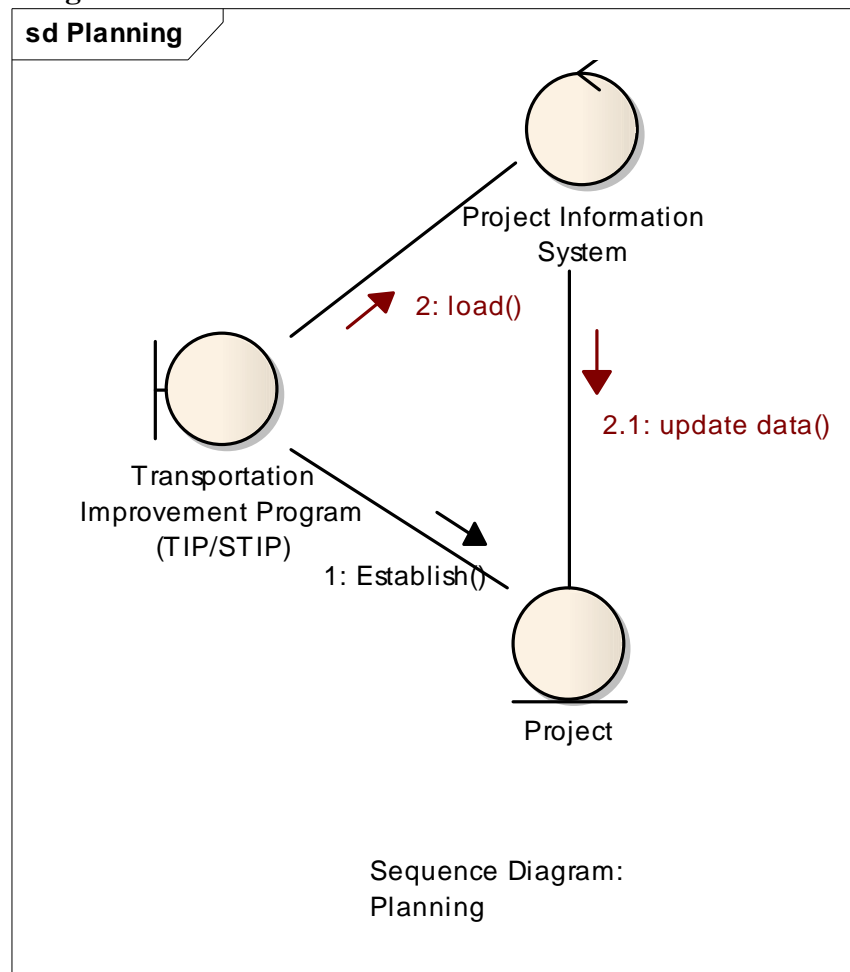 sd Planning
Project Information
System
2: load()
2.1: update data()
Transportation
Improvement Program
(TIP/STIP)
1: Establish()
Project
Sequence Diagram:
Planning